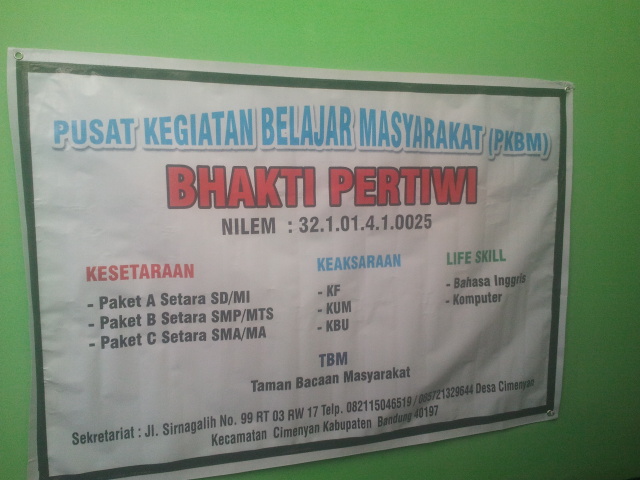 PUSAT KEGIATAN BELAJAR MASYARAKAT (PKBM)
BHAKTI PERTIWI
NILEM : 32.1.01.4.1.0025
KESETARAAN
- Paket A Setara SD/MI
- Paket B Setara SMP/MTS
- Paket C Setara SMA/MA
KEAKSARAAN
- KF
- KUM
- KBU
LIFE SKILL
- Bahasa Inggris
- Komputer
TBM
Taman Bacaan Masyarakat
Sekretariat : Jl. Sirnagalih No. 99 RT 03 RW 17 Telp. 082115046519 / 085721329644 Desa Cimenyan
Kecamatan Cimenyan Kabupaten Bandung 40197